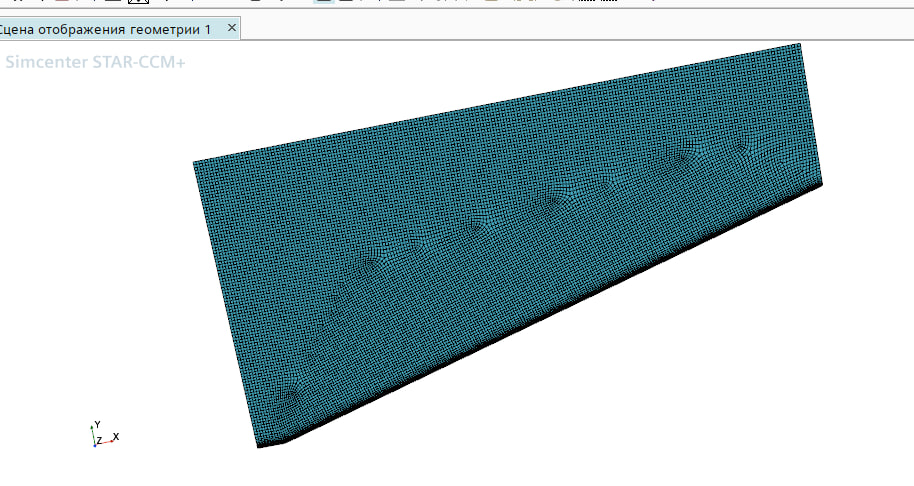 Сцена отображения геометрии 1
Simcenter STAR-CCM+
Y
Z X